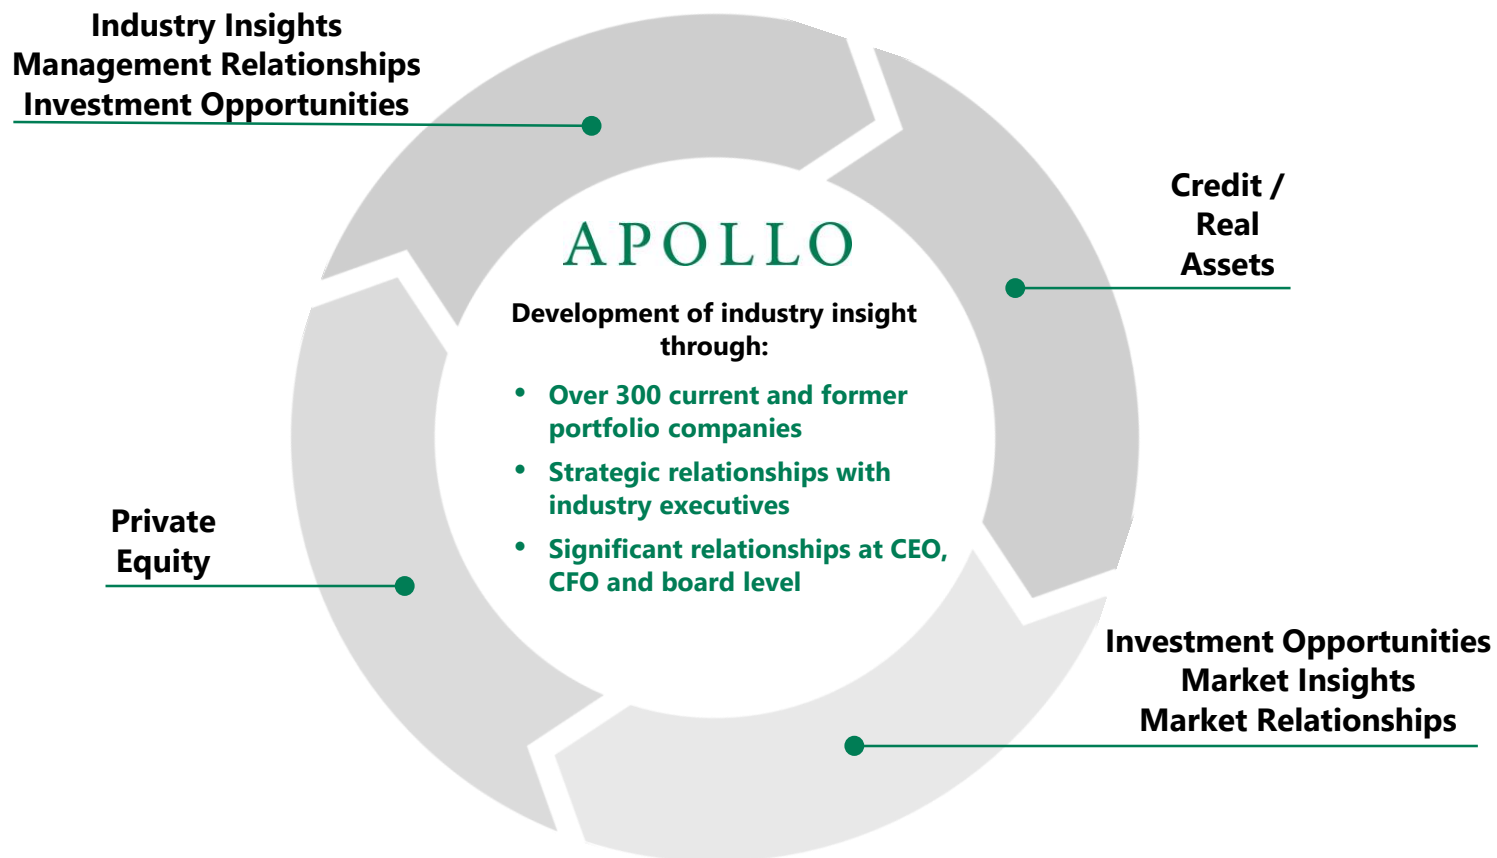 Industry Insights
Management Relationships
Investment Opportunities
Credit /
Real
Assets
APOLLO
Development of industry insight
through:
• Over 300 current and former
portfolio companies
• Strategic relationships with
industry executives
• Significant relationships at CEO,
CFO and board level
Private
Equity
Investment Opportunities
Market Insights
Market Relationships